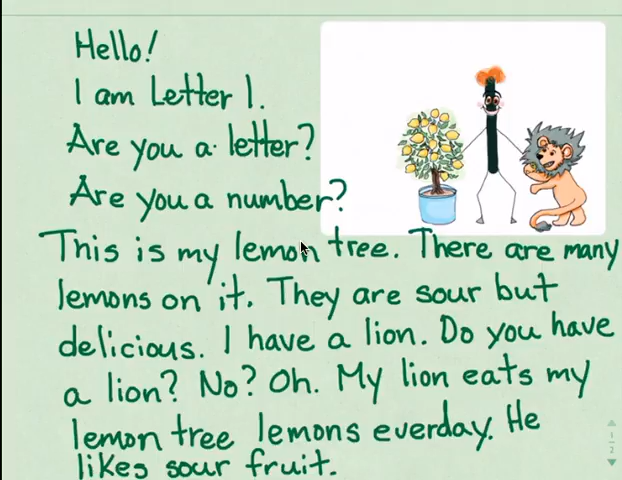 Hello!
I am Letter l.
Are you a letter?
Are you a number?
This is my lemon tree. There are many
lemons on it. They are sour but
delicious. I have a lion. Do you have
a lion? No? Oh. My lion eats my
lemon tree lemons everday. He
likes sour fruit.
1
2